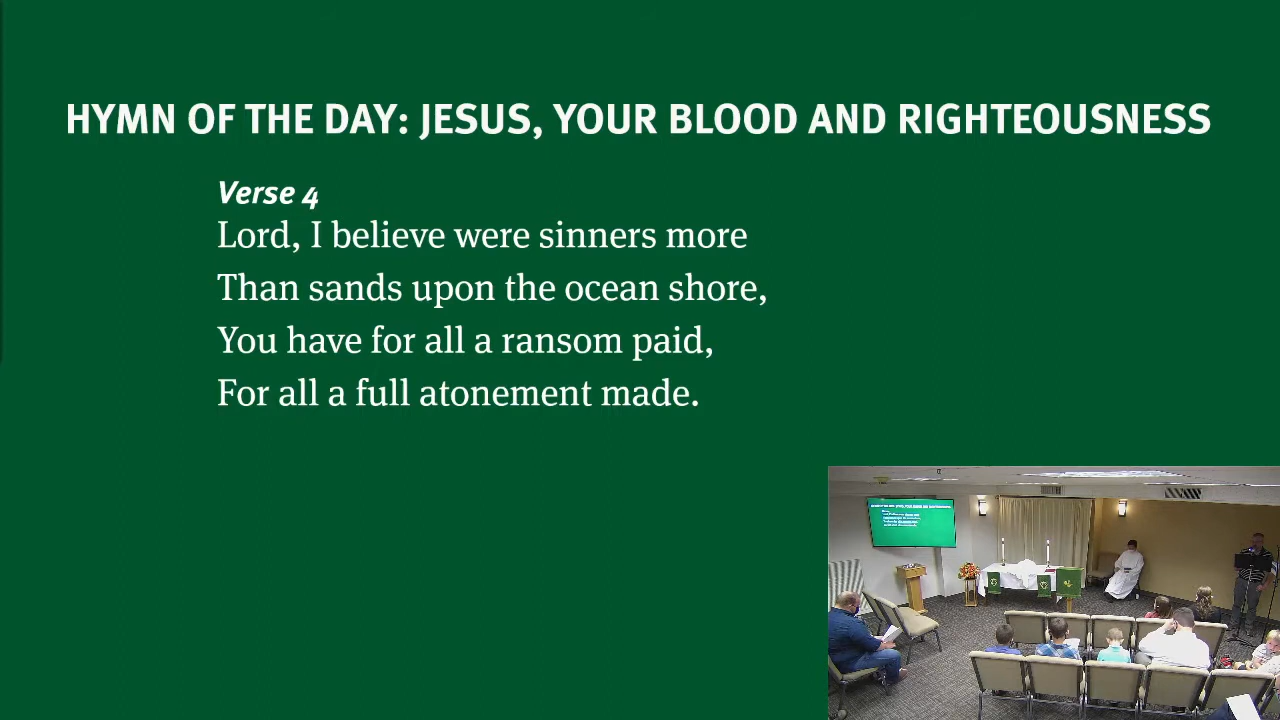 HYMN OF THE DAY: JESUS, YOUR BLOOD AND RIGHTEOUSNESS
Verse 4
Lord, I believe were sinners more
Than sands upon the ocean shore,
You have for all a ransom paid,
For all a full atonement made.